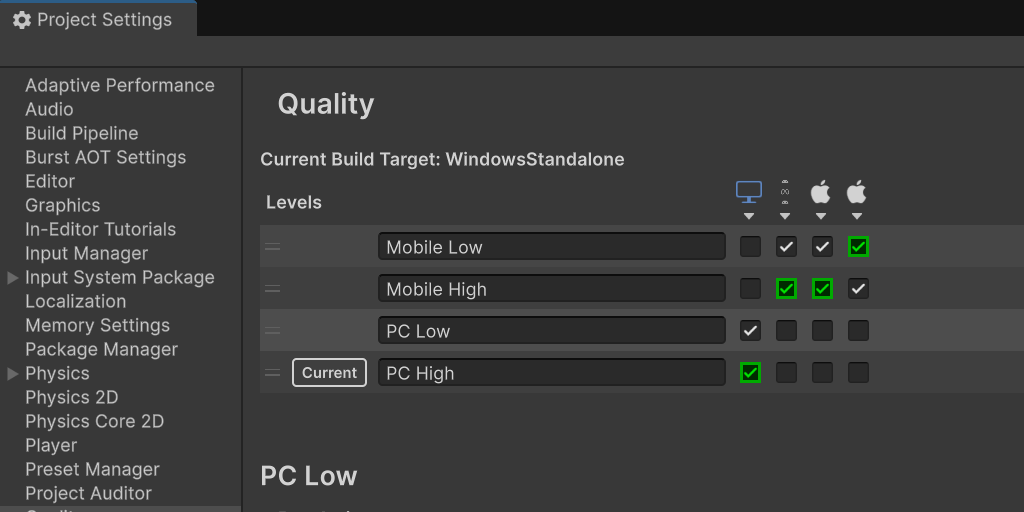 Project Settings
Adaptive Performance
Audio
Build Pipeline
Burst AOT Settings
Editor
Graphics
In-Editor Tutorials
Input Manager
Input System Package
Localization
Memory Settings
Package Manager
Physics
Physics 2D
Physics Core 2D
Player
Preset Manager
Project Auditor
Quality
Current Build Target: WindowsStandalone
Levels
Mobile Low
Mobile High
PC Low
Current PC High
PC Low